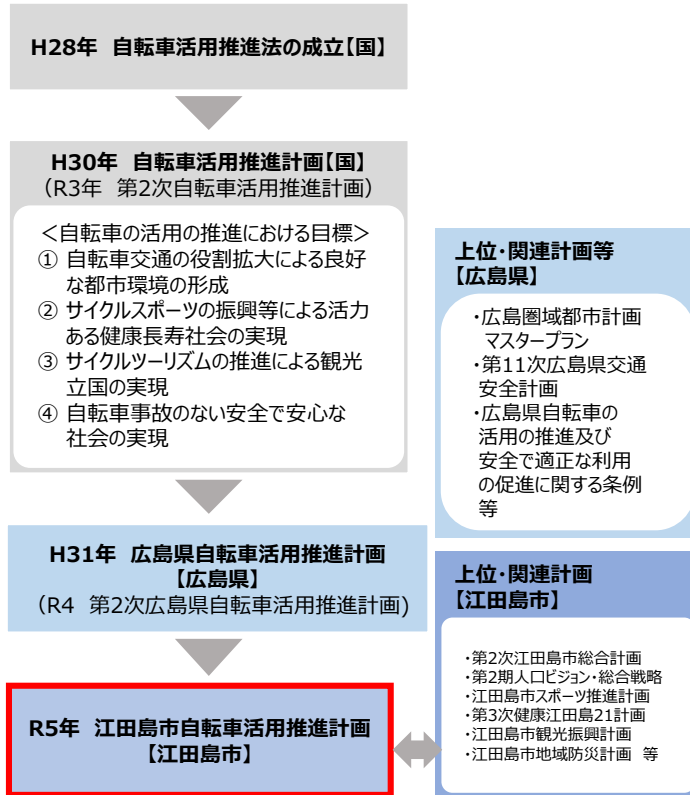 H28年 自転車活用推進法の成立【国】
H30年 自転車活用推進計画【国】
（R3年 第2次自転車活用推進計画）
＜自転車の活用の推進における目標＞
① 自転車交通の役割拡大による良好
な都市環境の形成
② サイクルスポーツの振興等による活力
ある健康長寿社会の実現
③ サイクルツーリズムの推進による観光
立国の実現
④ 自転車事故のない安全で安心な
社会の実現
H31年 広島県自転車活用推進計画
【広島県】
（R4 第2次広島県自転車活用推進計画)
R5年 江田島市自転車活用推進計画
【江田島市】
上位・関連計画等
【広島県】
・広島圏域都市計画
マスタープラン
・第11次広島県交通
安全計画
・広島県自転車の
活用の推進及び
安全で適正な利用
の促進に関する条例
等
上位・関連計画
【江田島市】
・第2次江田島市総合計画
・第2期人口ビジョン・総合戦略
・江田島市スポーツ推進計画
・第3次健康江田島21計画
・江田島市観光振興計画
・江田島市地域防災計画 等